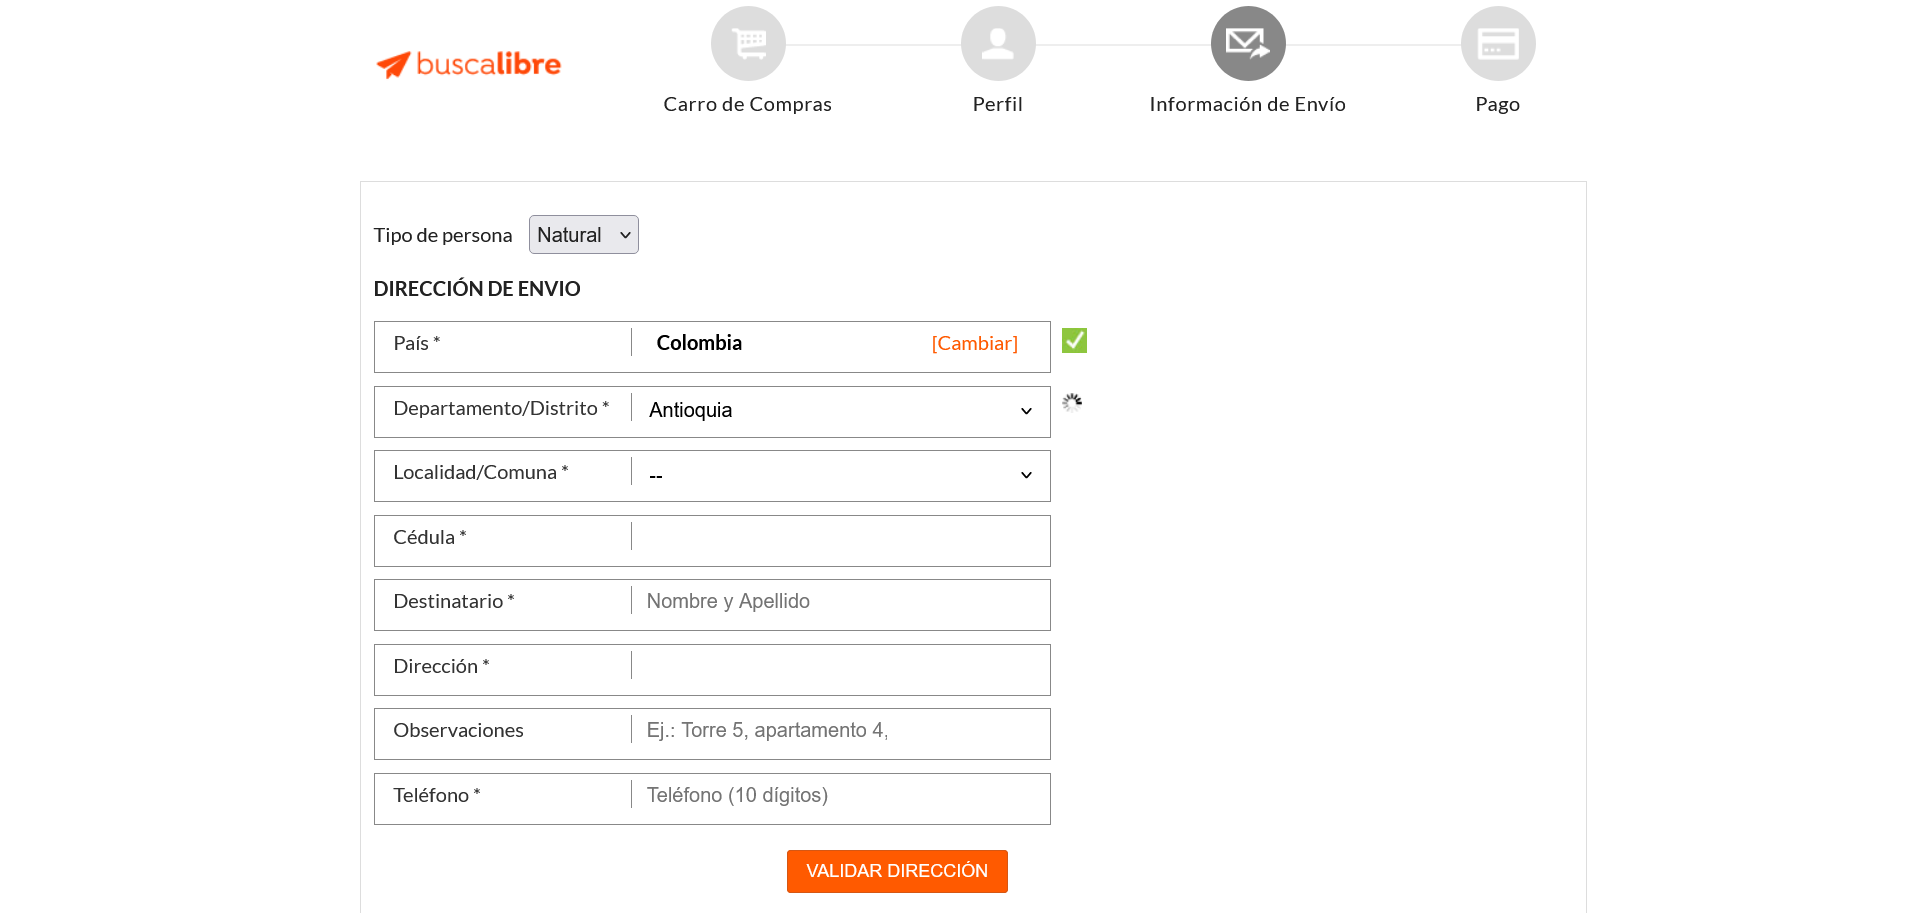 buscalibre
Carro de Compras
Perfil
Información de Envío
Pago
Tipo de persona Natural
DIRECCIÓN DE ENVIO
País * Colombia [Cambiar]
Departamento/Distrito * Antioquia
Localidad/Comuna * --
Cédula *
Destinatario * Nombre y Apellido
Dirección *
Observaciones Ej.: Torre 5, apartamento 4,
Teléfono * Teléfono (10 dígitos)
VALIDAR DIRECCIÓN